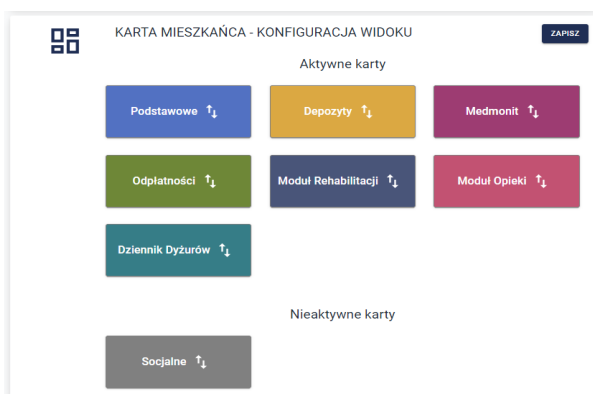 KARTA MIESZKAŃCA - KONFIGURACJA WIDOKU
ZAPISZ
Aktywne karty
Podstawowe
Depozyty
Medmonit
Odpłatności
Moduł Rehabilitacji
Moduł Opieki
Dziennik Dyżurów
Nieaktywne karty
Socjalne